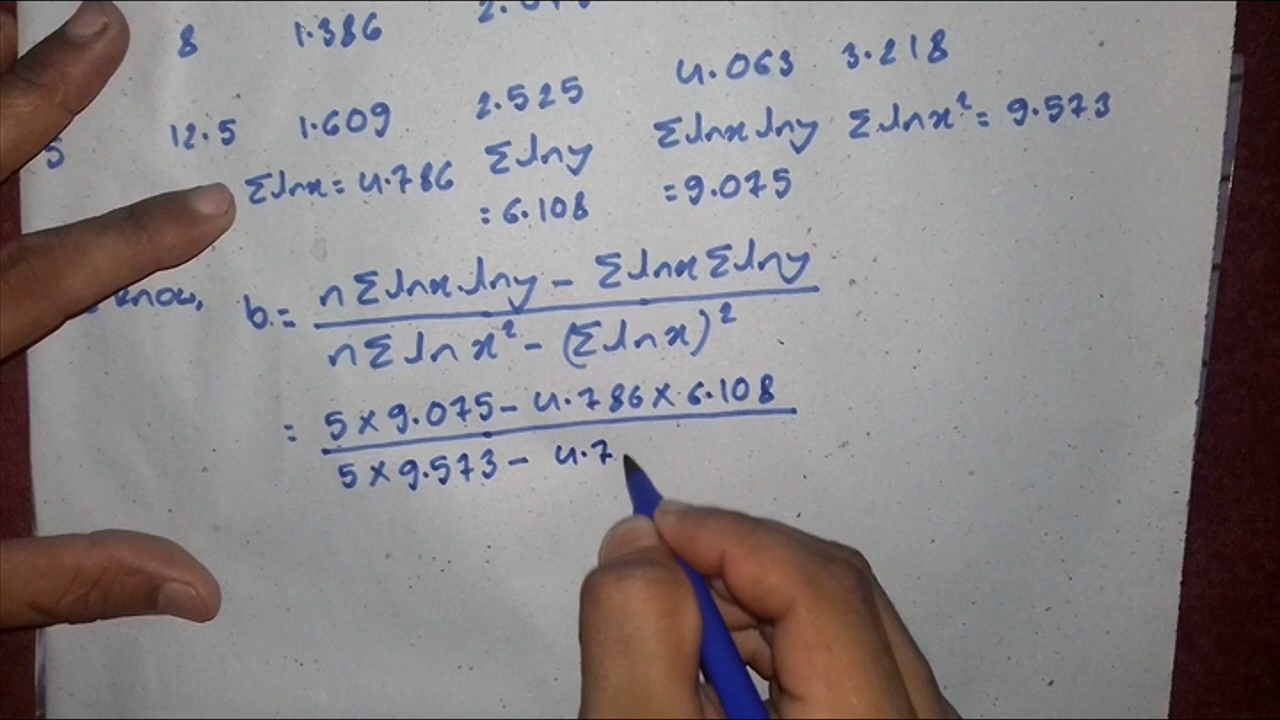 8 1.386
5 12.5 1.609 2.525 4.063 3.218
Σlnx = 4.786 Σlny = 6.108 Σlnx lny = 9.075 Σlnx² = 9.573
know, b = nΣlnx lny - Σlnx Σlny / nΣlnx² - (Σlnx)²
= 5 × 9.075 - 4.786 × 6.108 / 5 × 9.573 - 4.7